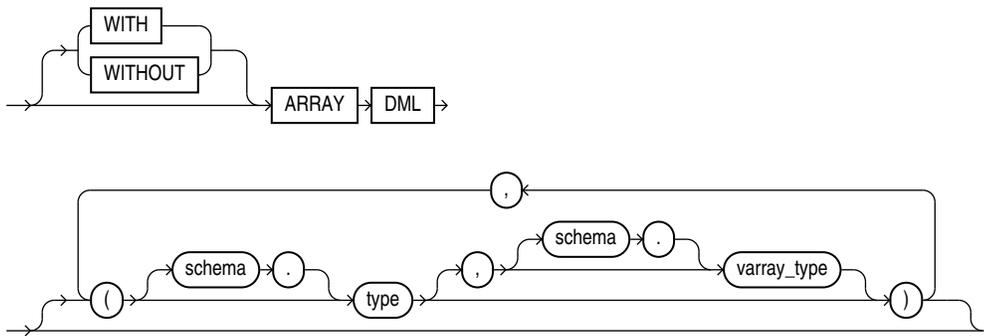 WITH
WITHOUT
ARRAY DML
,
schema .
schema . , varray_type
( type )